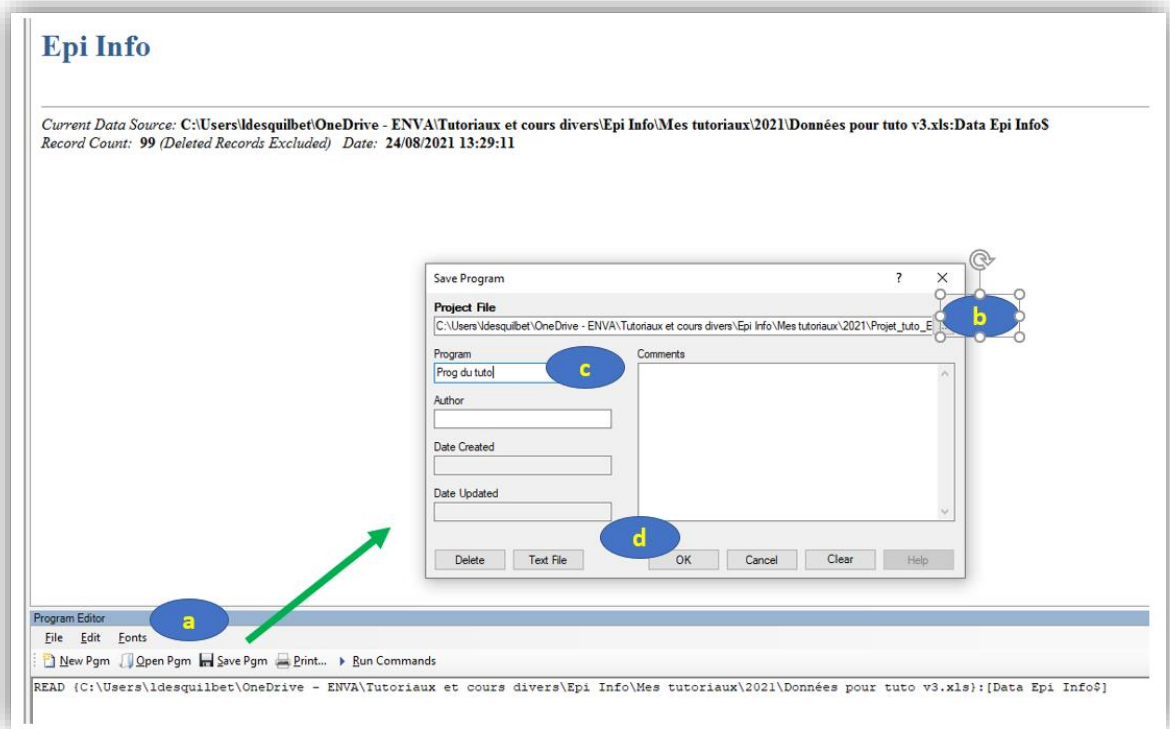 Epi Info
Current Data Source: C:\Users\ldesquilbet\OneDrive - ENVA\Tutoriaux et cours divers\Epi Info\Mes tutoriaux\2021\Données pour tuto v3.xls:Data Epi Info$
Record Count: 99 (Deleted Records Excluded) Date: 24/08/2021 13:29:11
Save Program ? ×
Project File
C:\Users\ldesquilbet\OneDrive - ENVA\Tutoriaux et cours divers\Epi Info\Mes tutoriaux\2021\Projet_tuto_E
b
Program
Comments
Prog du tuto
c
Author
Date Created
Date Updated
d
Delete Text File OK Cancel Clear Help
Program Editor
a
File Edit Fonts
New Pgm Open Pgm Save Pgm Print... Run Commands
READ {C:\Users\ldesquilbet\OneDrive - ENVA\Tutoriaux et cours divers\Epi Info\Mes tutoriaux\2021\Données pour tuto v3.xls}:[Data Epi Info$]